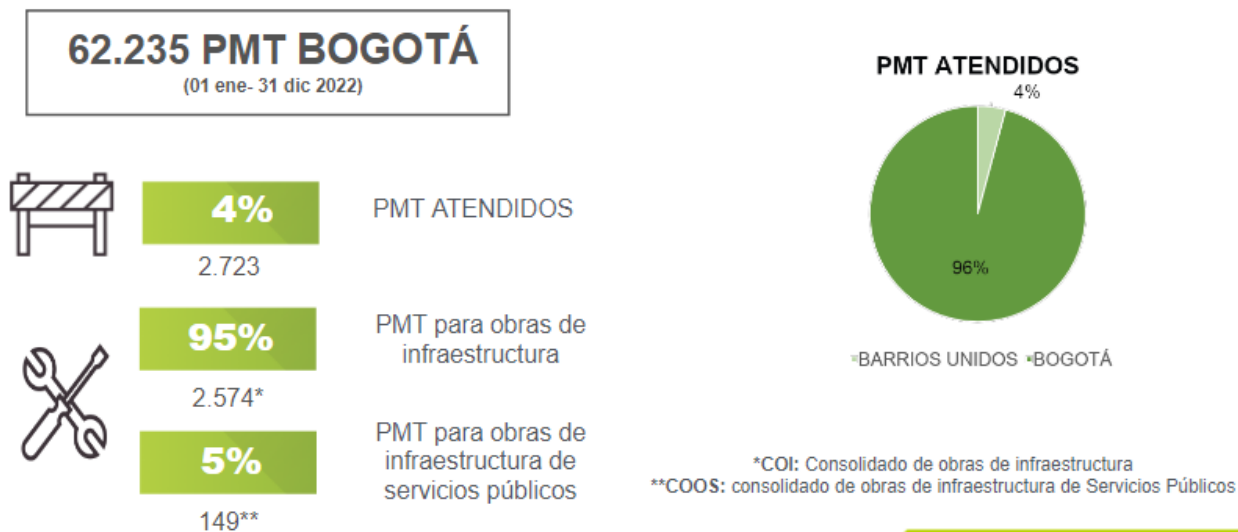 62.235 PMT BOGOTÁ
(01 ene- 31 dic 2022)
4%
2.723
PMT ATENDIDOS
95%
2.574*
PMT para obras de
infraestructura
5%
149**
PMT para obras de
infraestructura de
servicios públicos
PMT ATENDIDOS
4%
96%
BARRIOS UNIDOS BOGOTÁ
*COI: Consolidado de obras de infraestructura
**COOS: consolidado de obras de infraestructura de Servicios Públicos